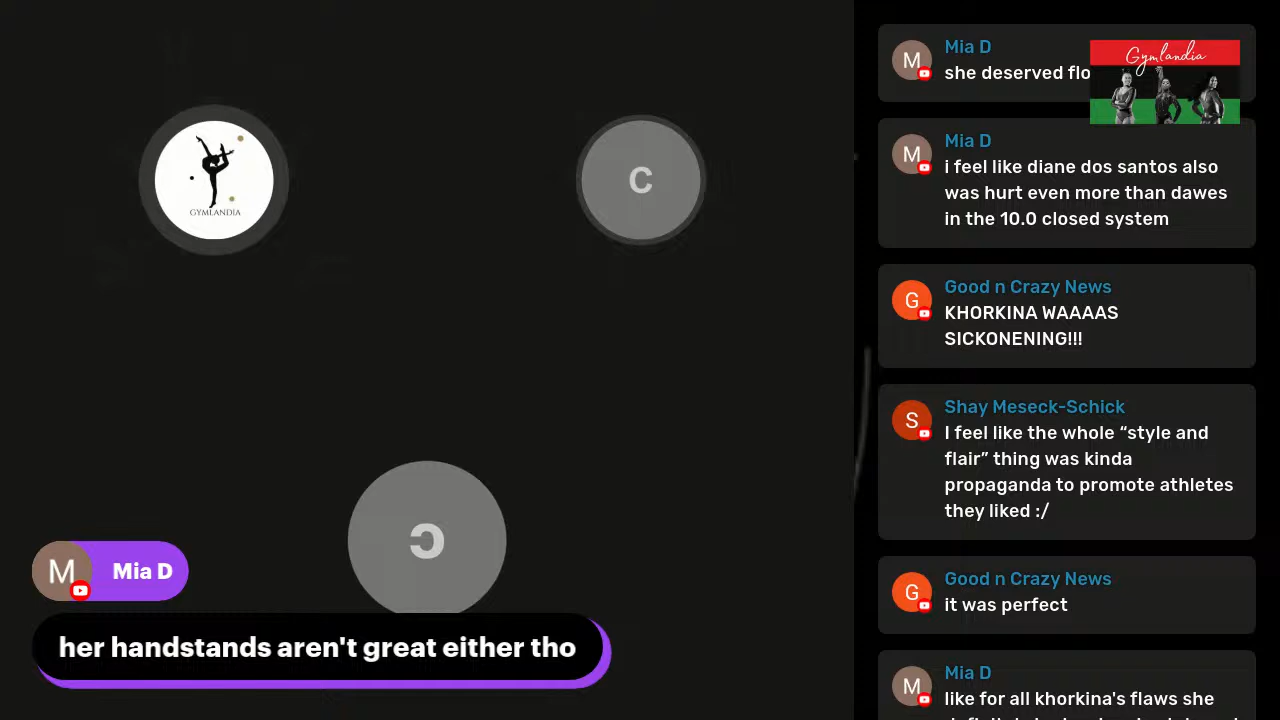 GYMLANDIA
C
C
M
Mia D
her handstands aren't great either tho
M
Mia D
she deserved flo
Gymlandia
M
Mia D
i feel like diane dos santos also
was hurt even more than dawes
in the 10.0 closed system
G
Good n Crazy News
KHORKINA WAAAAS
SICKONENING!!!
S
Shay Meseck-Schick
I feel like the whole “style and
flair” thing was kinda
propaganda to promote athletes
they liked :/
G
Good n Crazy News
it was perfect
M
Mia D
like for all khorkina's flaws she